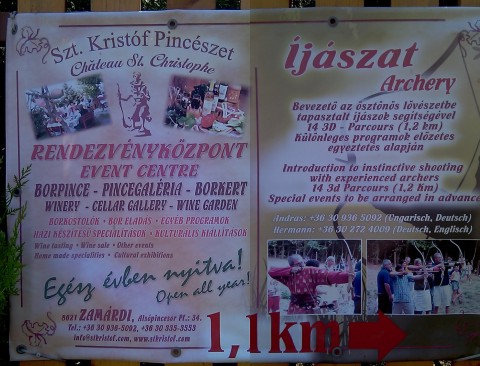 Szt. Kristóf Pincészet
Château St. Christophe
RENDEZVÉNYKÖZPONT
EVENT CENTRE
BORPINCE - PINCEGALÉRIA - BORKERT
WINERY - CELLAR GALLERY - WINE GARDEN
BORKÓSTOLÓK • BOR ELADÁS • EGYÉB PROGRAMOK
HÁZI KÉSZÍTÉSŰ SPECIALITÁSOK • KULTURÁLIS KIÁLLÍTÁSOK
Wine tasting • Wine sale • Other events
Home made specialities • Cultural exhibitions
Egész évben nyitva!
Open all year!
8621 ZAMÁRDI, Alsópincesor Pf.: 34.
Tel.: +36 30 936-5092, +36 30 355-3553
info@stkristof.com, www.stkristof.com
Íjászat
Archery
Bevezető az ösztönös lövészetbe
tapasztalt íjászok segítségével
14 3D - Parcours (1,2 km)
Különleges programok előzetes
egyeztetés alapján
Introduction to instinctive shooting
with experienced archers
14 3d Parcours (1,2 Km)
Special events to be arranged in advance
András: +36 30 936 5092 (Ungarisch, Deutsch)
Hermann: +36 30 272 4009 (Deutsch, Englisch)
1,1km